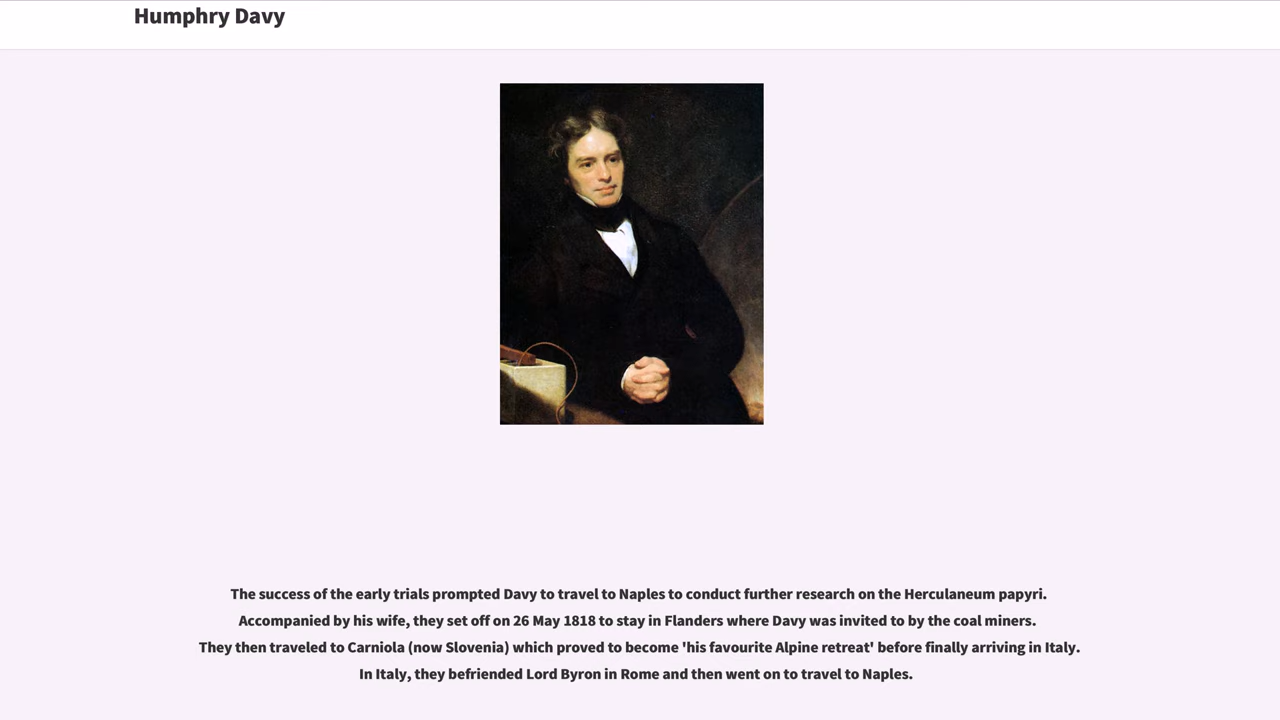 Humphry Davy
The success of the early trials prompted Davy to travel to Naples to conduct further research on the Herculaneum papyri.
Accompanied by his wife, they set off on 26 May 1818 to stay in Flanders where Davy was invited to by the coal miners.
They then traveled to Carniola (now Slovenia) which proved to become 'his favourite Alpine retreat' before finally arriving in Italy.
In Italy, they befriended Lord Byron in Rome and then went on to travel to Naples.